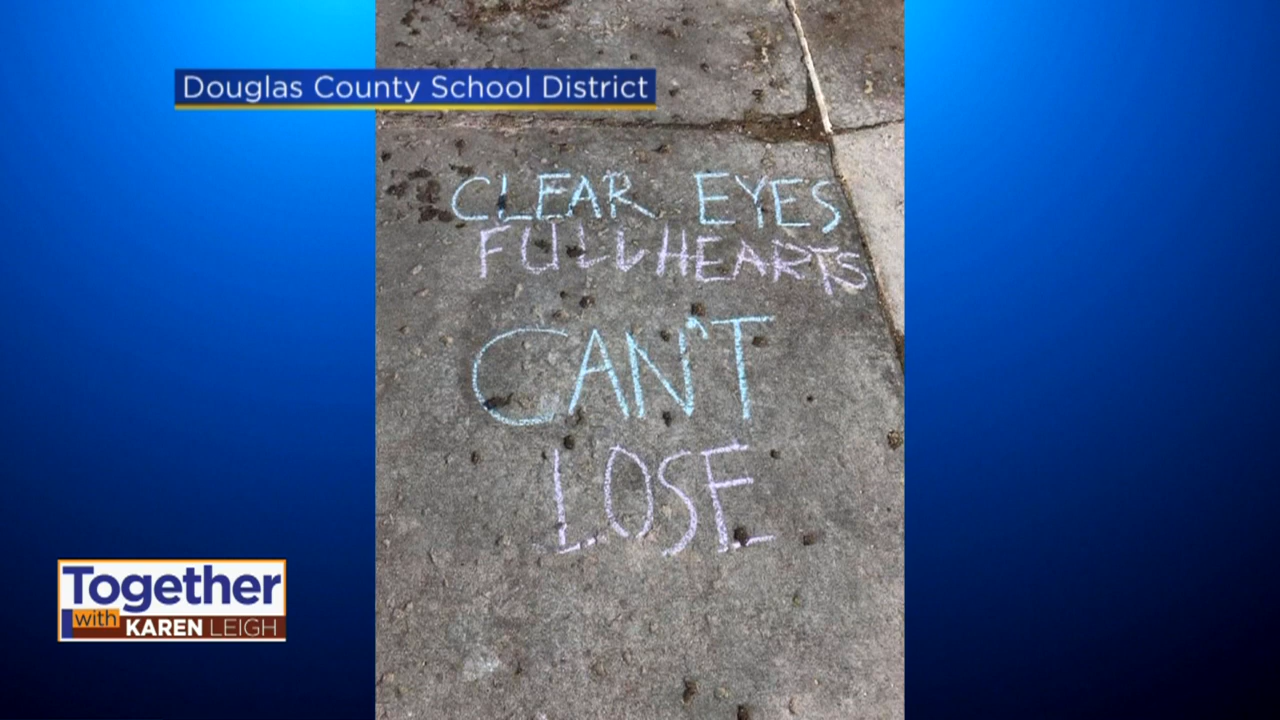 Douglas County School District
CLEAR EYES
FULL HEARTS
CAN'T
LOSE
Together
with KAREN LEIGH